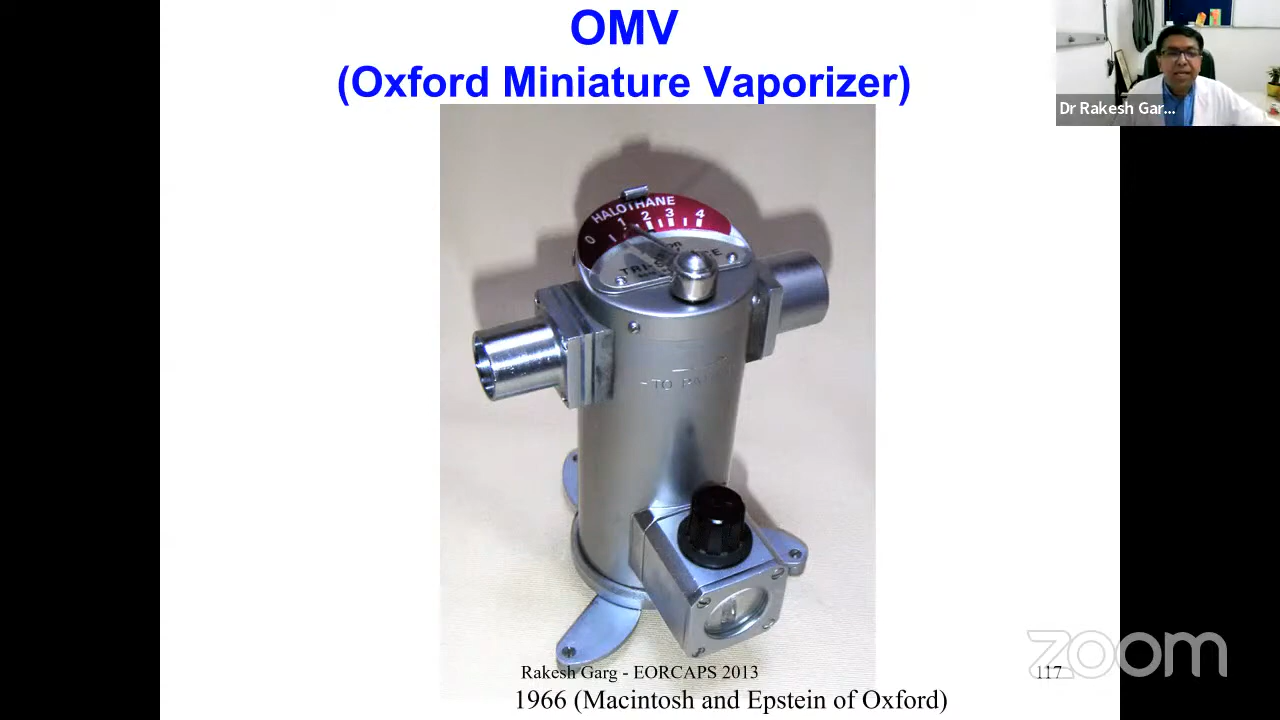 OMV
(Oxford Miniature Vaporizer)
Dr Rakesh Gar...
HALOTHANE
0 1 2 3 4
TO
Rakesh Garg - EORCAPS 2013
117
1966 (Macintosh and Epstein of Oxford)
zoom